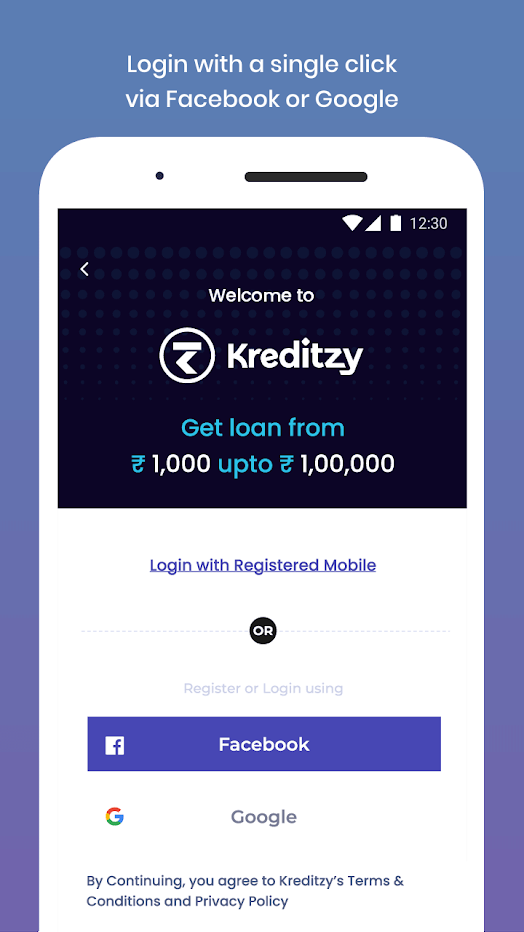 Login with a single click
via Facebook or Google
12:30
Welcome to
Kreditzy
Get loan from
₹ 1,000 upto ₹ 1,00,000
Login with Registered Mobile
OR
Register or Login using
Facebook
Google
By Continuing, you agree to Kreditzy's Terms &
Conditions and Privacy Policy